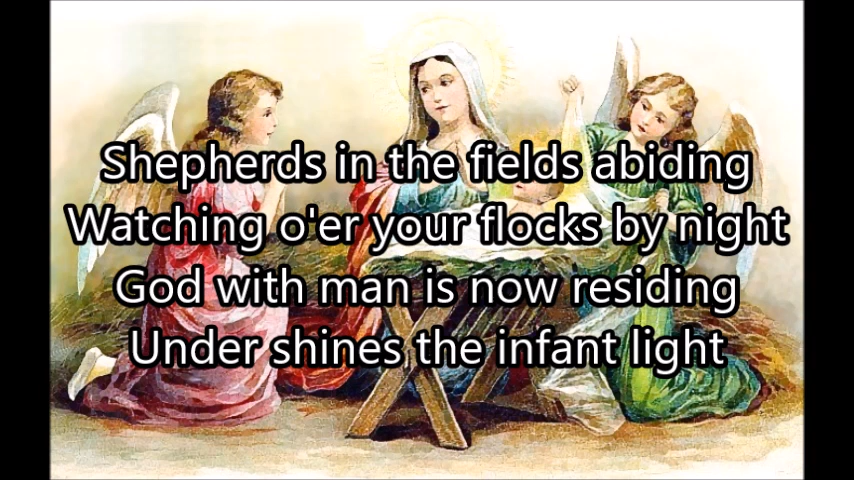 Shepherds in the fields abiding
Watching o'er your flocks by night
God with man is now residing
Under shines the infant light